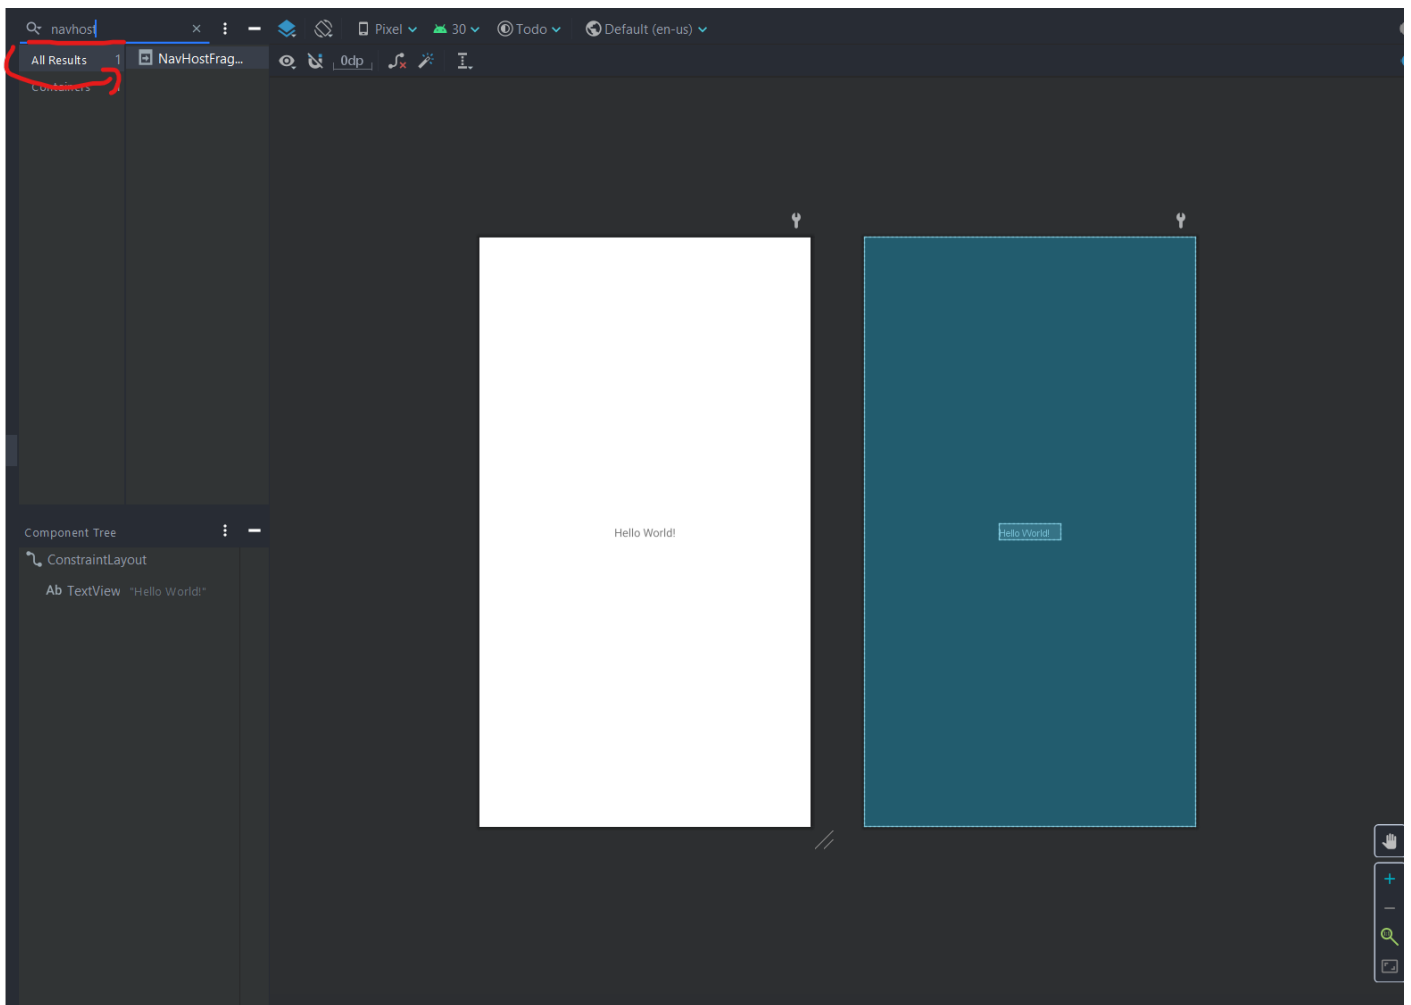 navhost Pixel 30 Todo Default (en-us)
All Results 1 NavHostFrag... 0dp
Containers
Hello World! Hello World!
Component Tree
ConstraintLayout
Ab TextView "Hello World!"